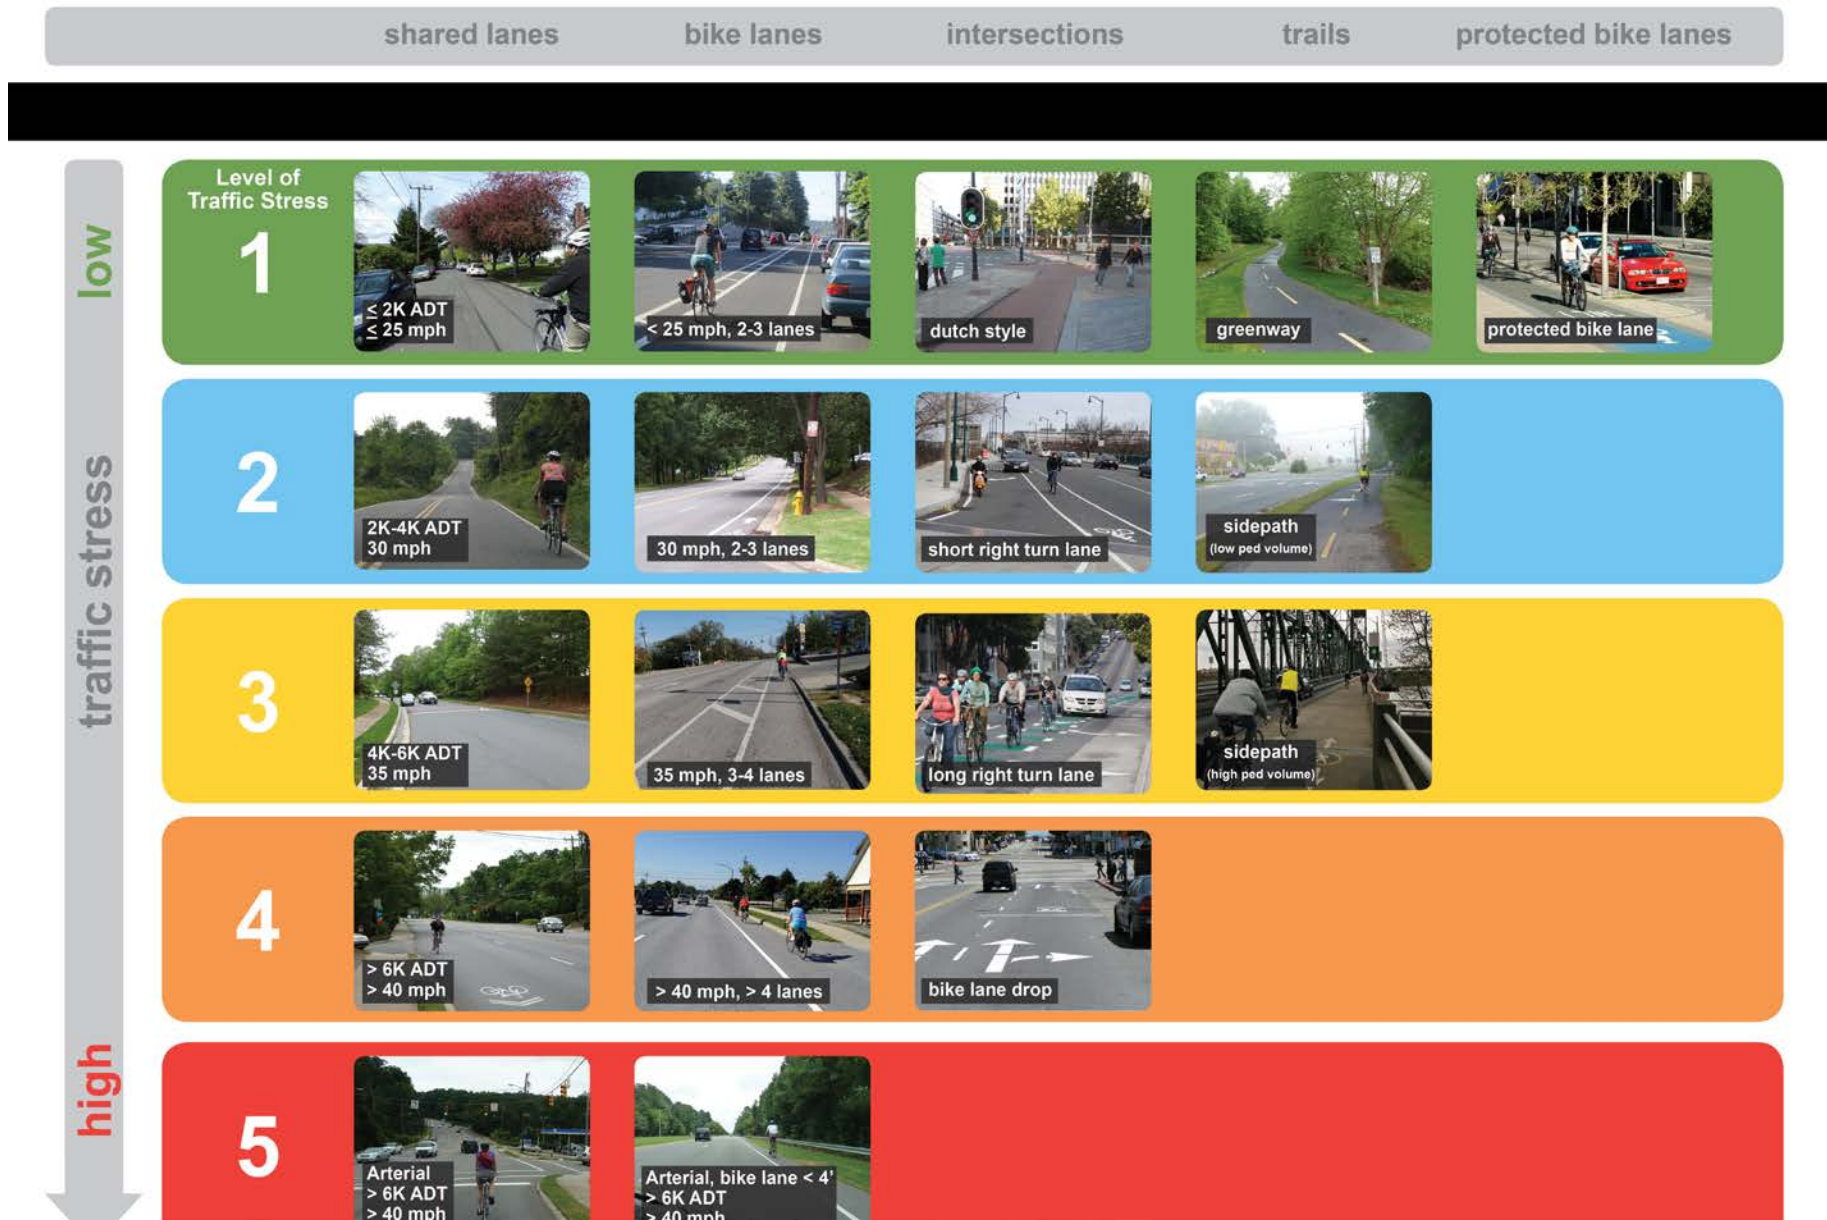 shared lanes
bike lanes
intersections
trails
protected bike lanes
low
traffic stress
high
Level of
Traffic Stress
1
≤ 2K ADT
≤ 25 mph
< 25 mph, 2-3 lanes
dutch style
greenway
protected bike lane
2
2K-4K ADT
30 mph
30 mph, 2-3 lanes
short right turn lane
sidepath
(low ped volume)
3
4K-6K ADT
35 mph
35 mph, 3-4 lanes
long right turn lane
sidepath
(high ped volume)
4
> 6K ADT
> 40 mph
> 40 mph, > 4 lanes
bike lane drop
5
Arterial
> 6K ADT
> 40 mph
Arterial, bike lane < 4'
> 6K ADT
> 40 mph